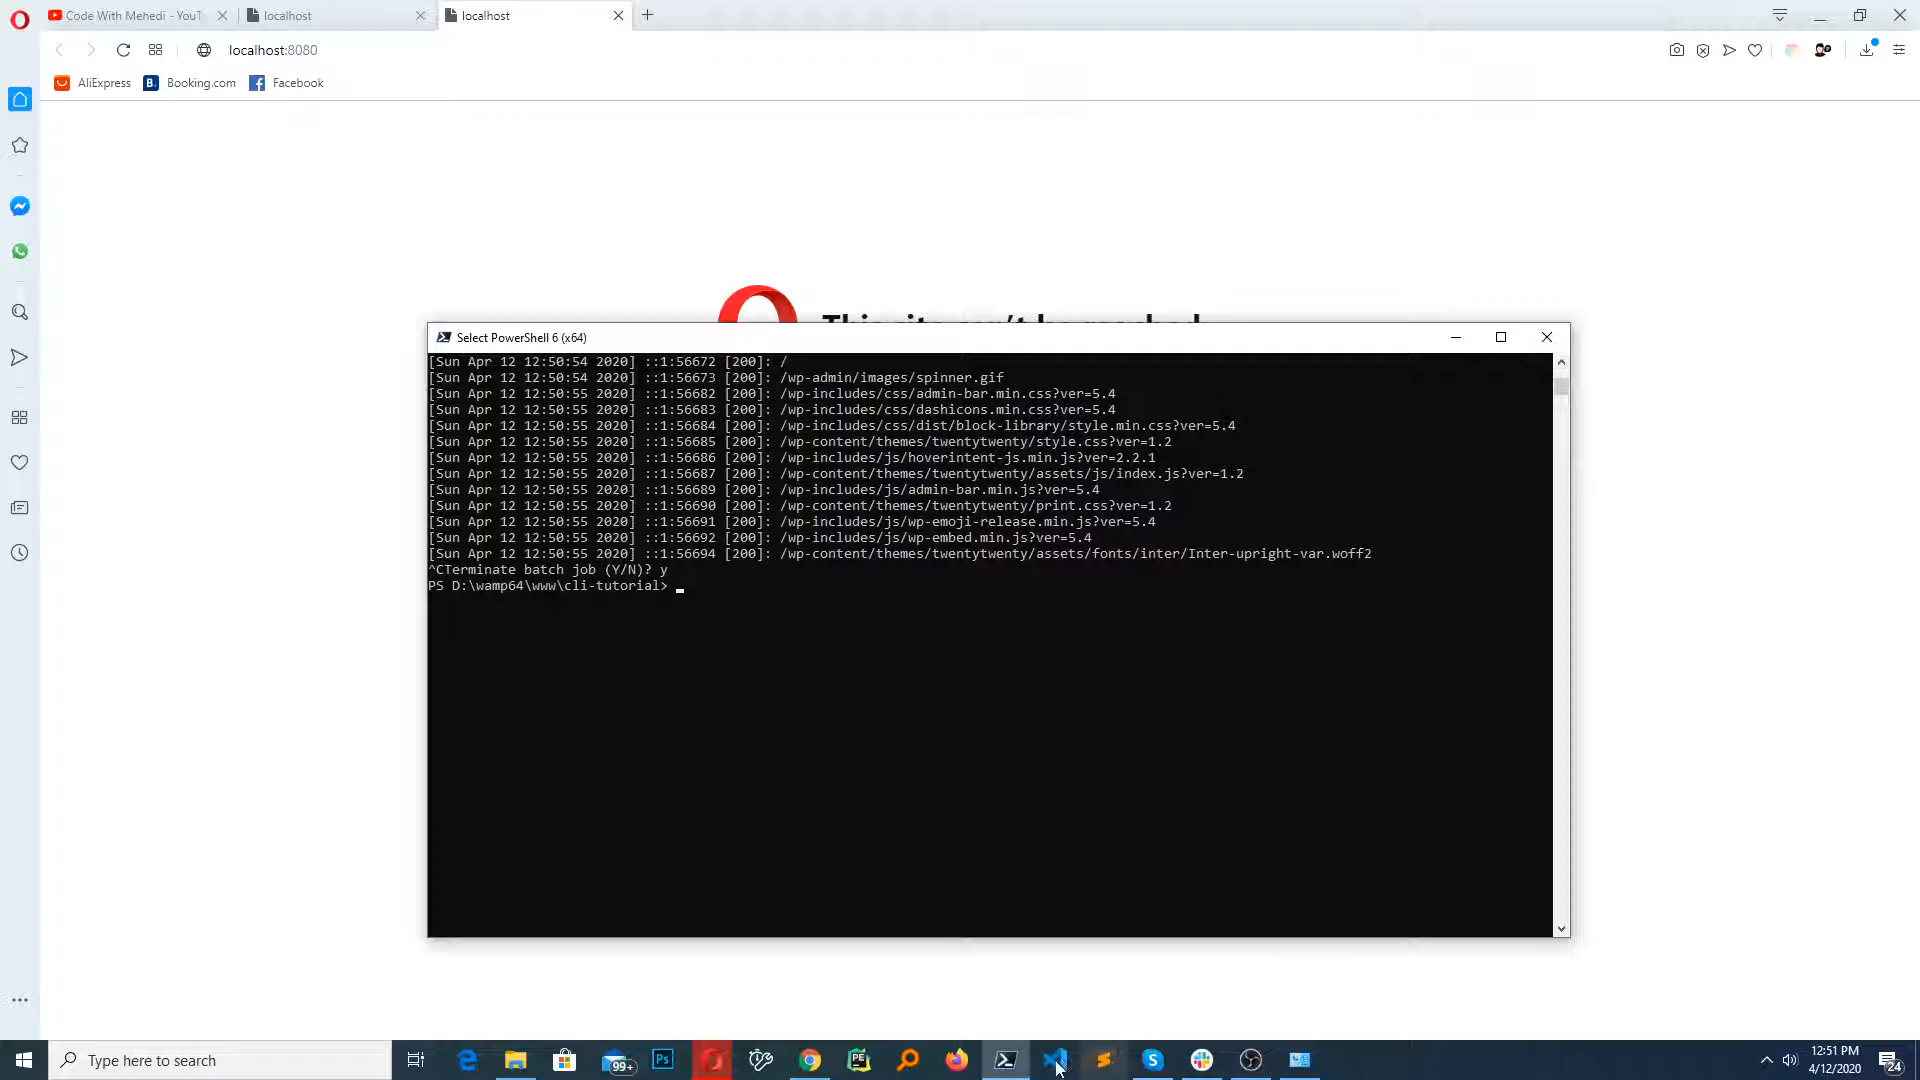 Code With Mehedi - YouT
localhost
localhost
localhost:8080
AliExpress
B.
Booking.com
Facebook
Select PowerShell 6 (x64)
[Sun Apr 12 12:50:54 2020] ::1:56672 [200]: /
[Sun Apr 12 12:50:54 2020] ::1:56673 [200]: /wp-admin/images/spinner.gif
[Sun Apr 12 12:50:55 2020] ::1:56682 [200]: /wp-includes/css/admin-bar.min.css?ver=5.4
[Sun Apr 12 12:50:55 2020] ::1:56683 [200]: /wp-includes/css/dashicons.min.css?ver=5.4
[Sun Apr 12 12:50:55 2020] ::1:56684 [200]: /wp-includes/css/dist/block-library/style.min.css?ver=5.4
[Sun Apr 12 12:50:55 2020] ::1:56685 [200]: /wp-content/themes/twentytwenty/style.css?ver=1.2
[Sun Apr 12 12:50:55 2020] ::1:56686 [200]: /wp-includes/js/hoverintent-js.min.js?ver=2.2.1
[Sun Apr 12 12:50:55 2020] ::1:56687 [200]: /wp-content/themes/twentytwenty/assets/js/index.js?ver=1.2
[Sun Apr 12 12:50:55 2020] ::1:56689 [200]: /wp-includes/js/admin-bar.min.js?ver=5.4
[Sun Apr 12 12:50:55 2020] ::1:56690 [200]: /wp-content/themes/twentytwenty/print.css?ver=1.2
[Sun Apr 12 12:50:55 2020] ::1:56691 [200]: /wp-includes/js/wp-emoji-release.min.js?ver=5.4
[Sun Apr 12 12:50:55 2020] ::1:56692 [200]: /wp-includes/js/wp-embed.min.js?ver=5.4
[Sun Apr 12 12:50:55 2020] ::1:56694 [200]: /wp-content/themes/twentytwenty/assets/fonts/inter/Inter-upright-var.woff2
^CTerminate batch job (Y/N)? y
PS D:\wamp64\www\cli-tutorial>
Type here to search
99+
Ps
PE
12:51 PM
4/12/2020
24